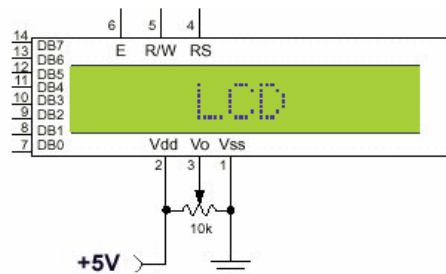 6 5 4
14 DB7 E R/W RS
13 DB6
12 DB5
11 DB4
10 DB3
9 DB2
8 DB1
7 DB0
LCD
Vdd Vo Vss
2 3 1
10k
+5V